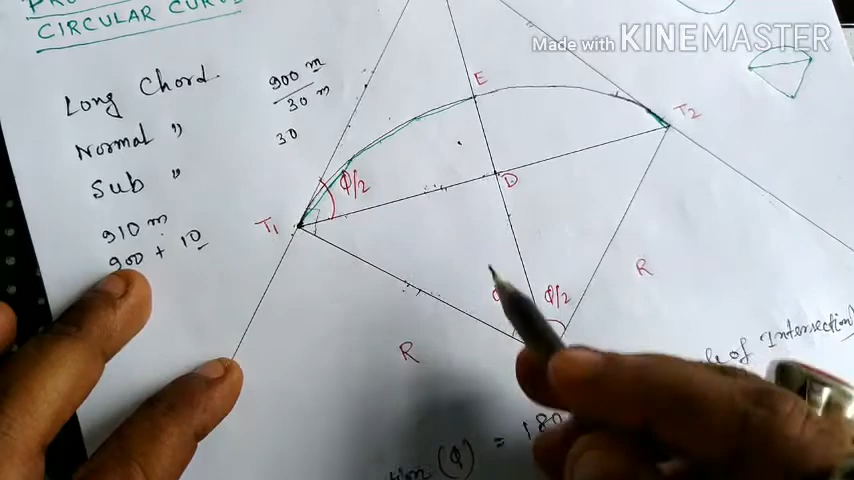 CIRCULAR CURVE
Made with KINEMASTER
Long Chord 900 m
30 m
Normal " 30
Sub "
910 m
900 + 10
E
T2
ϕ/2
D
T1
ϕ/2
R
R
of Intersection
(ϕ) = 180